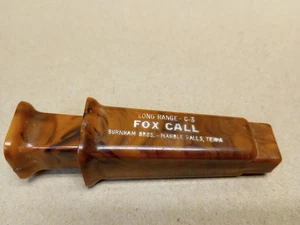 LONG RANGE - C-3
FOX CALL
BURNHAM BROS. - MARBLE FALLS, TEXAS